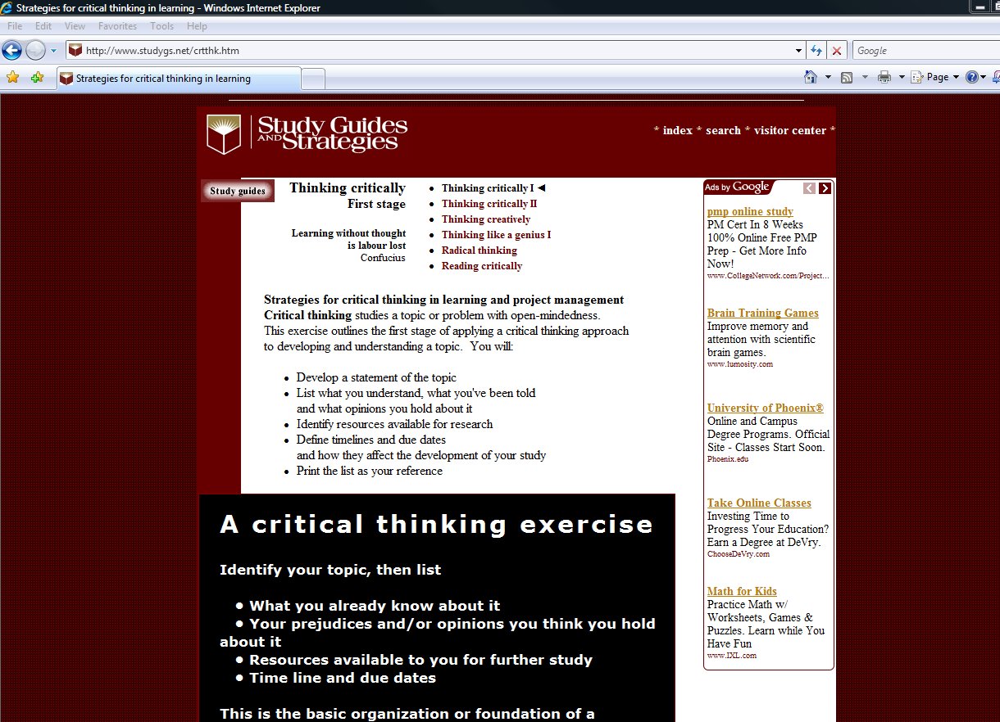 Strategies for critical thinking in learning - Windows Internet Explorer
File Edit View Favorites Tools Help
http://www.studygs.net/crtthk.htm
Google
Strategies for critical thinking in learning
Page
Study Guides
AND Strategies
* index * search * visitor center *
Study guides
Thinking critically
First stage
Learning without thought
is labour lost
Confucius
• Thinking critically I ◄
• Thinking critically II
• Thinking creatively
• Thinking like a genius I
• Radical thinking
• Reading critically
Strategies for critical thinking in learning and project management
Critical thinking studies a topic or problem with open-mindedness.
This exercise outlines the first stage of applying a critical thinking approach
to developing and understanding a topic. You will:
• Develop a statement of the topic
• List what you understand, what you've been told
and what opinions you hold about it
• Identify resources available for research
• Define timelines and due dates
and how they affect the development of your study
• Print the list as your reference
A critical thinking exercise
Identify your topic, then list
• What you already know about it
• Your prejudices and/or opinions you think you hold
about it
• Resources available to you for further study
• Time line and due dates
This is the basic organization or foundation of a
Ads by Google
pmp online study
PM Cert In 8 Weeks
100% Online Free PMP
Prep - Get More Info
Now!
www.CollegeNetwork.com/Project...
Brain Training Games
Improve memory and
attention with scientific
brain games.
www.lumosity.com
University of Phoenix®
Online and Campus
Degree Programs. Official
Site - Classes Start Soon.
Phoenix.edu
Take Online Classes
Investing Time to
Progress Your Education?
Earn a Degree at DeVry.
ChooseDeVry.com
Math for Kids
Practice Math w/
Worksheets, Games &
Puzzles. Learn while You
Have Fun
www.IXL.com